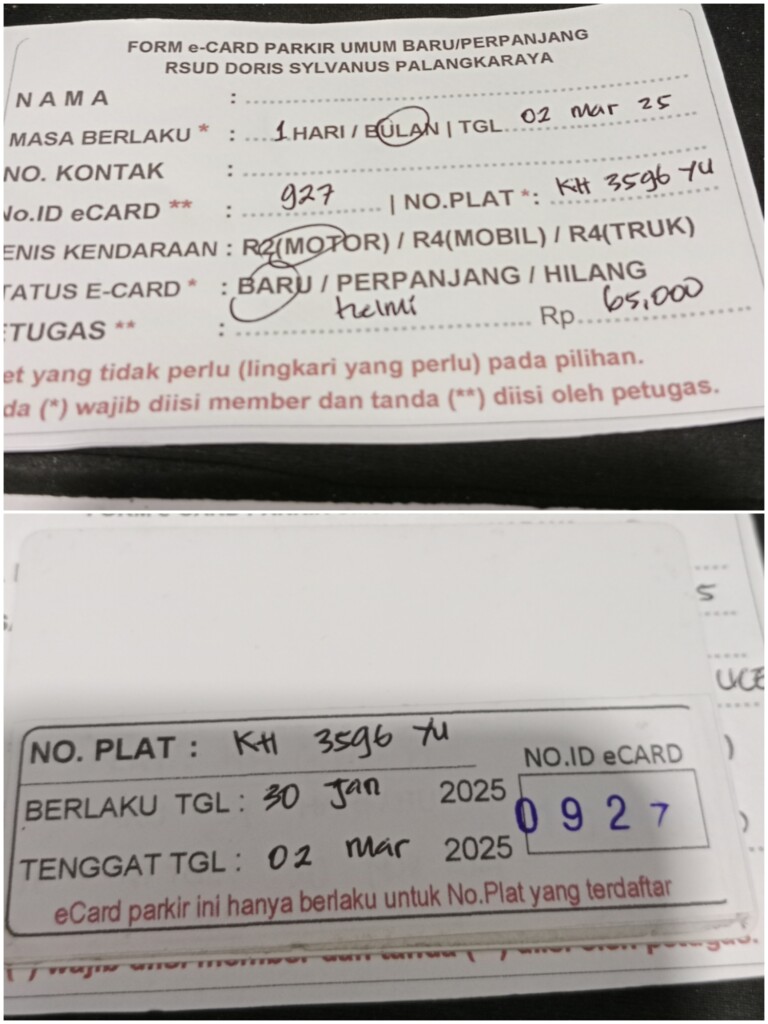 FORM e-CARD PARKIR UMUM BARU/PERPANJANG
RSUD DORIS SYLVANUS PALANGKARAYA
NAMA :
MASA BERLAKU * : 1 HARI / BULAN | TGL 02 Mar 25
NO. KONTAK :
No.ID eCARD ** : 927 | NO.PLAT *: KH 3596 YU
ENIS KENDARAAN : R2(MOTOR) / R4(MOBIL) / R4(TRUK)
TATUS E-CARD * : BARU / PERPANJANG / HILANG
TUGAS ** : helmi Rp. 65,000
et yang tidak perlu (lingkari yang perlu) pada pilihan.
da (*) wajib diisi member dan tanda (**) diisi oleh petugas.
5
UCE
NO. PLAT : KH 3596 YU
NO.ID eCARD
BERLAKU TGL : 30 Jan 2025
0927
TENGGAT TGL : 02 Mar 2025
eCard parkir ini hanya berlaku untuk No.Plat yang terdaftar